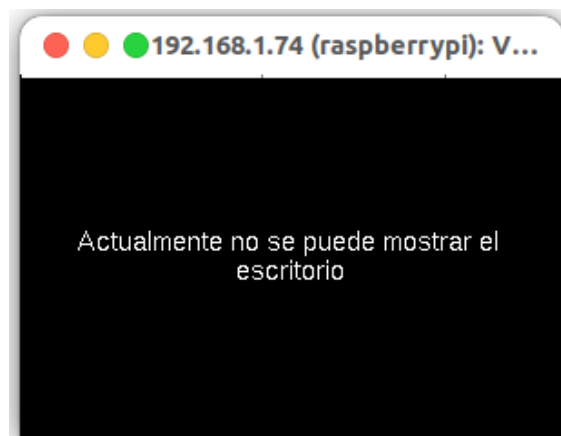 192.168.1.74 (raspberrypi): V...
Actualmente no se puede mostrar el
escritorio